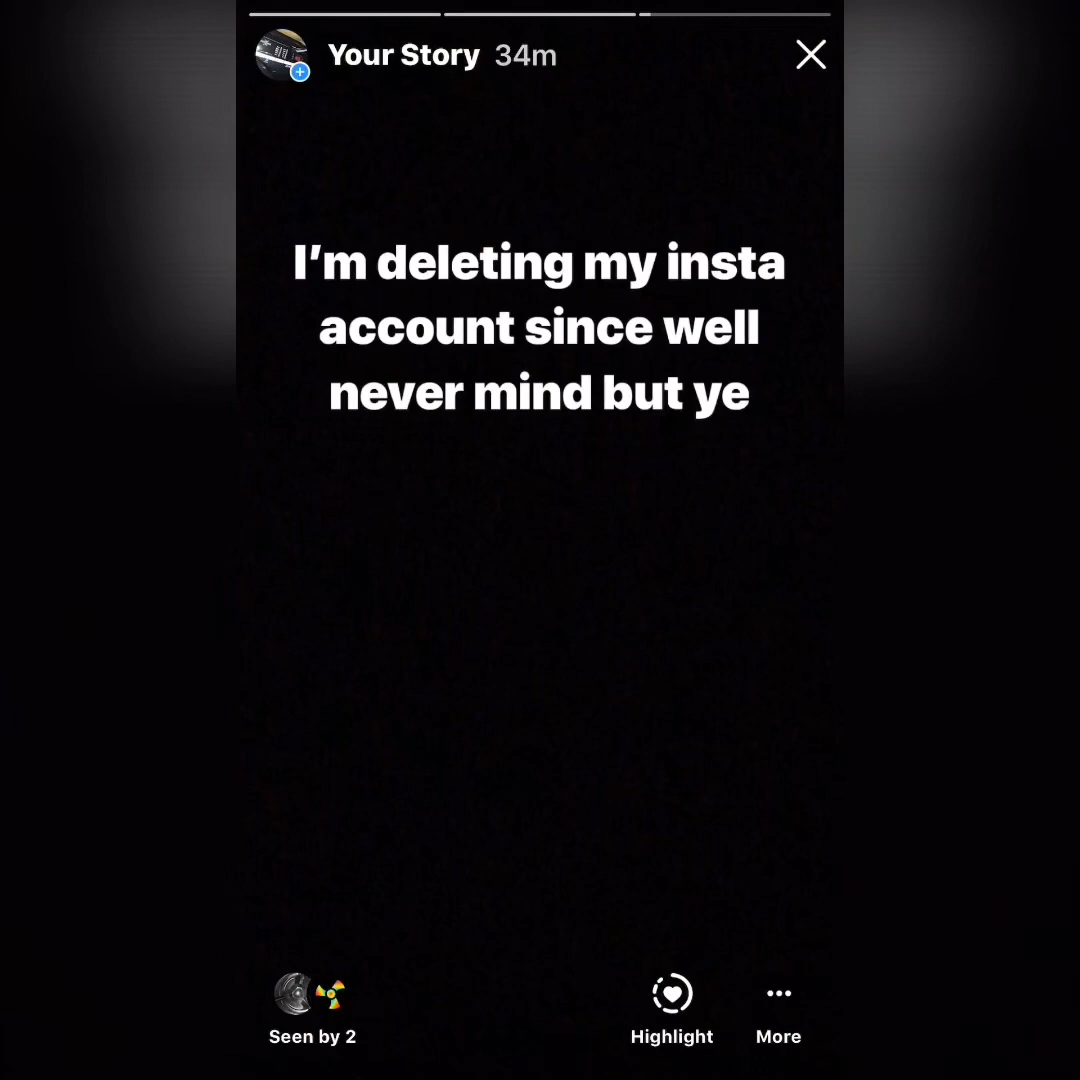 Your Story 34m
I'm deleting my insta
account since well
never mind but ye
Seen by 2
Highlight
More